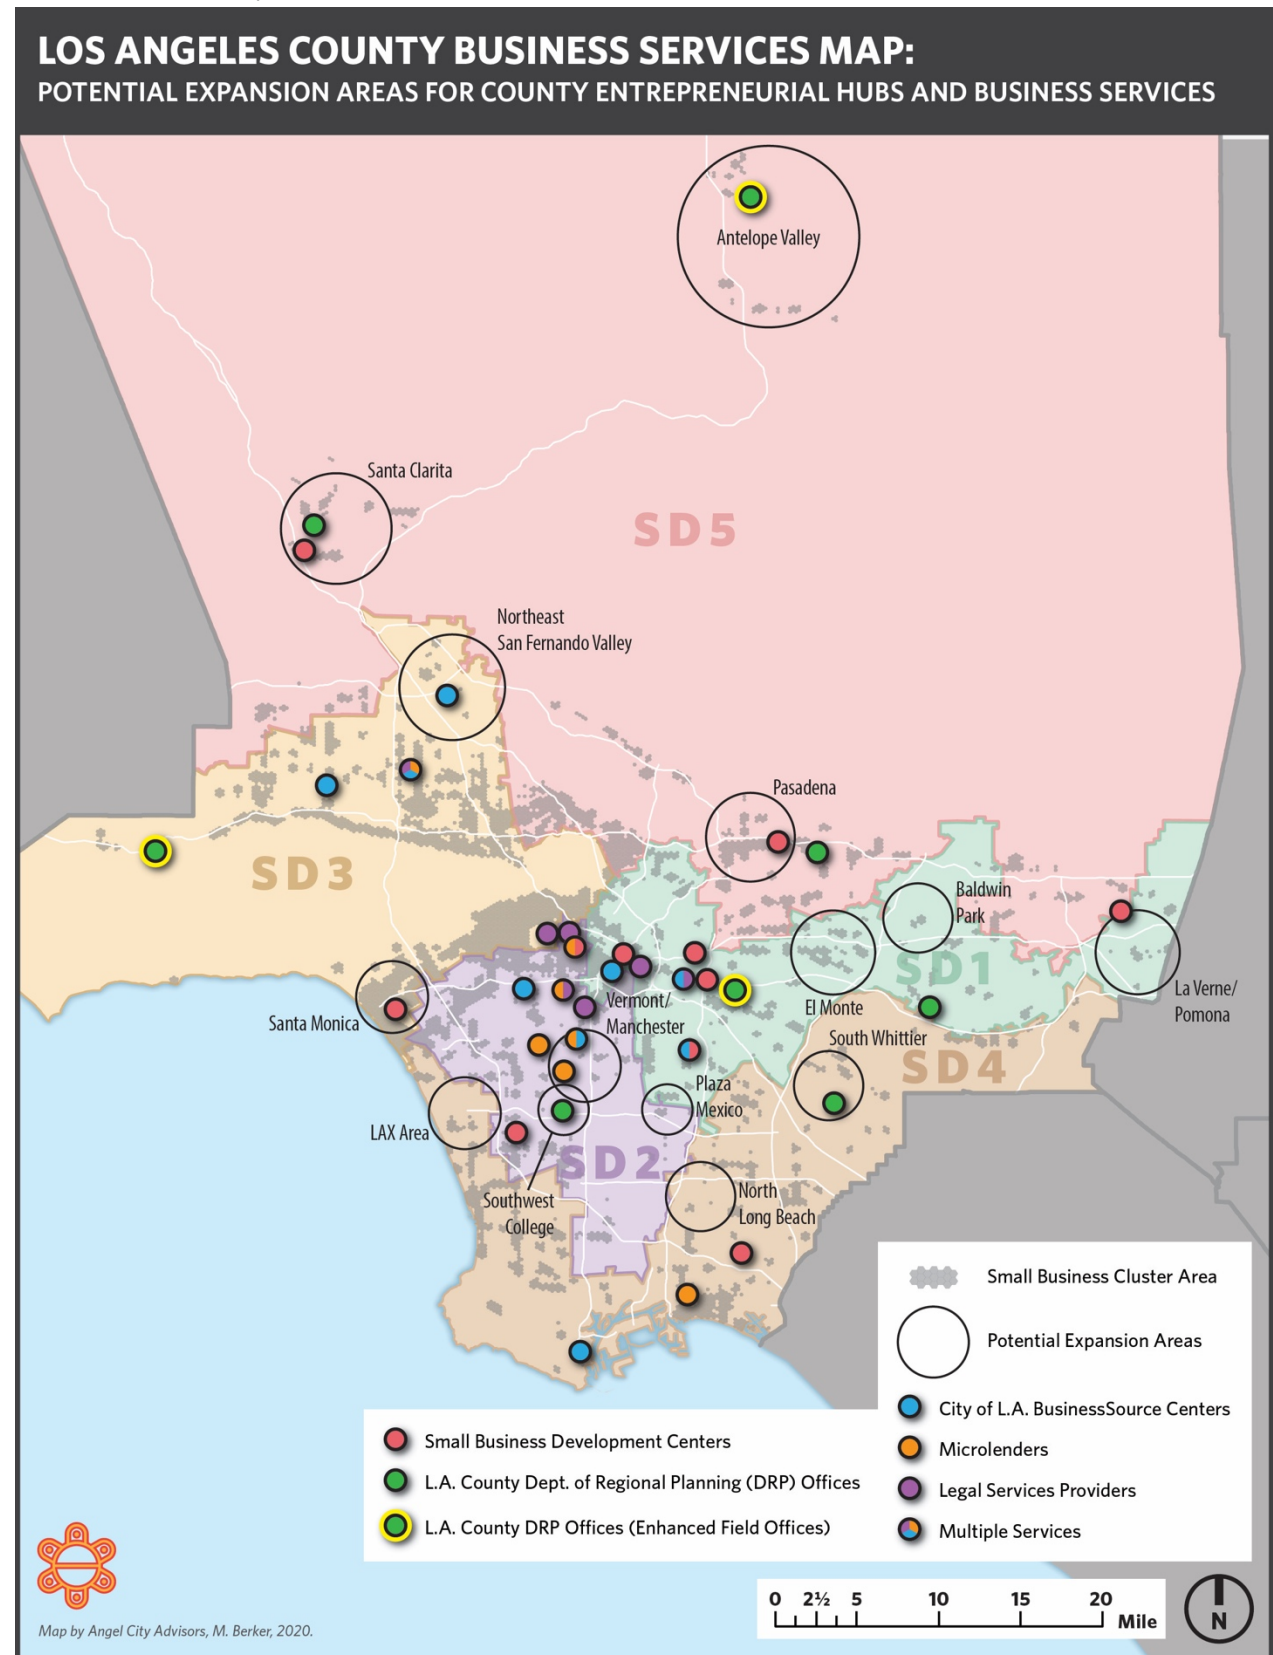 LOS ANGELES COUNTY BUSINESS SERVICES MAP:
POTENTIAL EXPANSION AREAS FOR COUNTY ENTREPRENEURIAL HUBS AND BUSINESS SERVICES
Antelope Valley
Santa Clarita
SD5
Northeast
San Fernando Valley
Pasadena
SD3
Baldwin
Park
SD1
La Verne/
Pomona
El Monte
Vermont/
Manchester
Santa Monica
South Whittier
SD4
Plaza
Mexico
LAX Area
SD2
Southwest
College
North
Long Beach
Small Business Cluster Area
Potential Expansion Areas
City of L.A. BusinessSource Centers
Microlenders
Legal Services Providers
Multiple Services
Small Business Development Centers
L.A. County Dept. of Regional Planning (DRP) Offices
L.A. County DRP Offices (Enhanced Field Offices)
0 2½ 5 10 15 20
Mile
N
Map by Angel City Advisors, M. Berker, 2020.